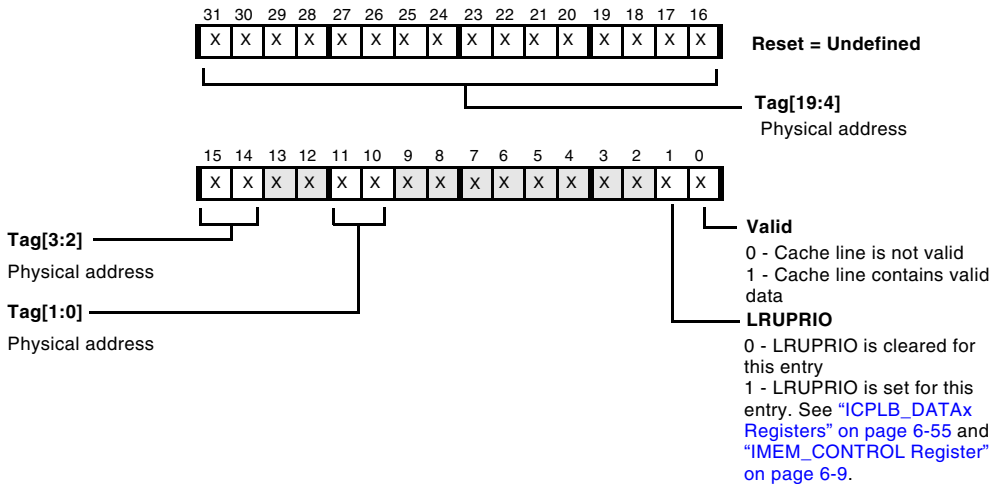 31 30 29 28 27 26 25 24 23 22 21 20 19 18 17 16
X X X X X X X X X X X X X X X X
Reset = Undefined
Tag[19:4]
Physical address
15 14 13 12 11 10 9 8 7 6 5 4 3 2 1 0
X X X X X X X X X X X X X X X X
Tag[3:2]
Physical address
Tag[1:0]
Physical address
Valid
0 - Cache line is not valid
1 - Cache line contains valid
data
LRUPRIO
0 - LRUPRIO is cleared for
this entry
1 - LRUPRIO is set for this
entry. See “ICPLB_DATAx
Registers” on page 6-55 and
“IMEM_CONTROL Register”
on page 6-9.